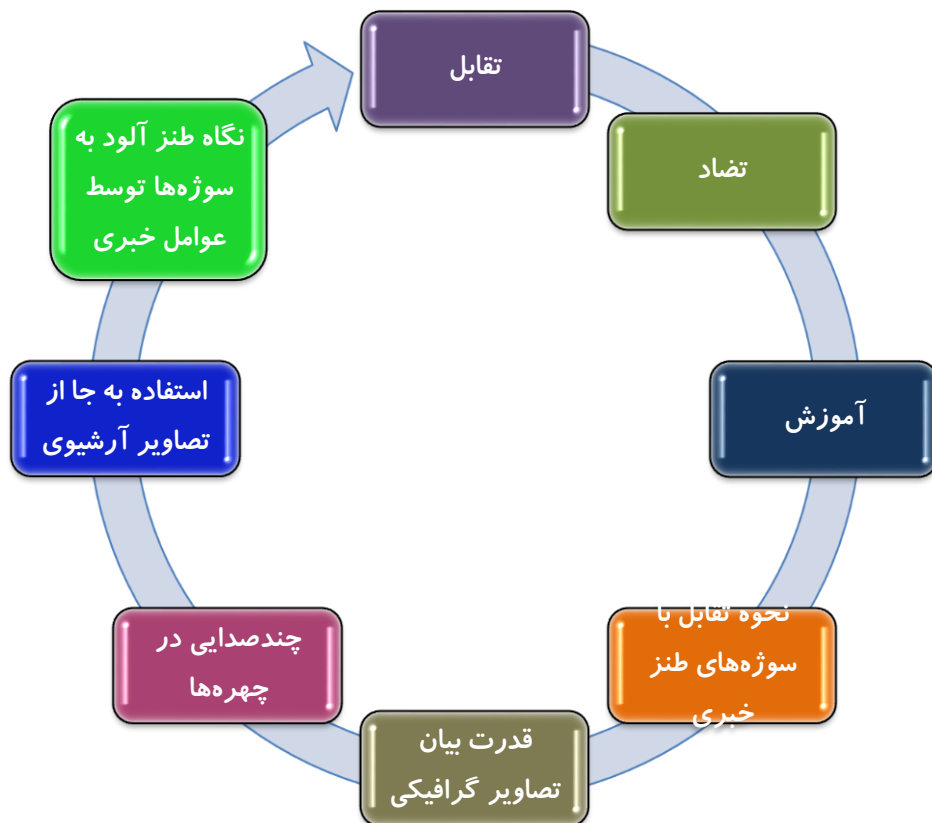 تقابل
تضاد
آموزش
نحوه تقابل با
سوژه‌های طنز
خبری
قدرت بیان
تصاویر گرافیکی
چندصدایی در
چهره‌ها
استفاده به جا از
تصاویر آرشیوی
نگاه طنز آلود به
سوژه‌ها توسط
عوامل خبری